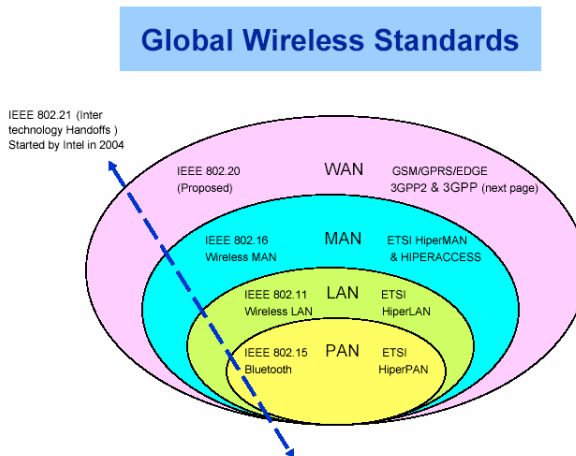 Global Wireless Standards
IEEE 802.21 (Inter
technology Handoffs )
Started by Intel in 2004
IEEE 802.20
(Proposed)
WAN
GSM/GPRS/EDGE
3GPP2 & 3GPP (next page)
IEEE 802.16
Wireless MAN
MAN
ETSI HiperMAN
& HIPERACCESS
IEEE 802.11
Wireless LAN
LAN
ETSI
HiperLAN
IEEE 802.15
Bluetooth
PAN
ETSI
HiperPAN